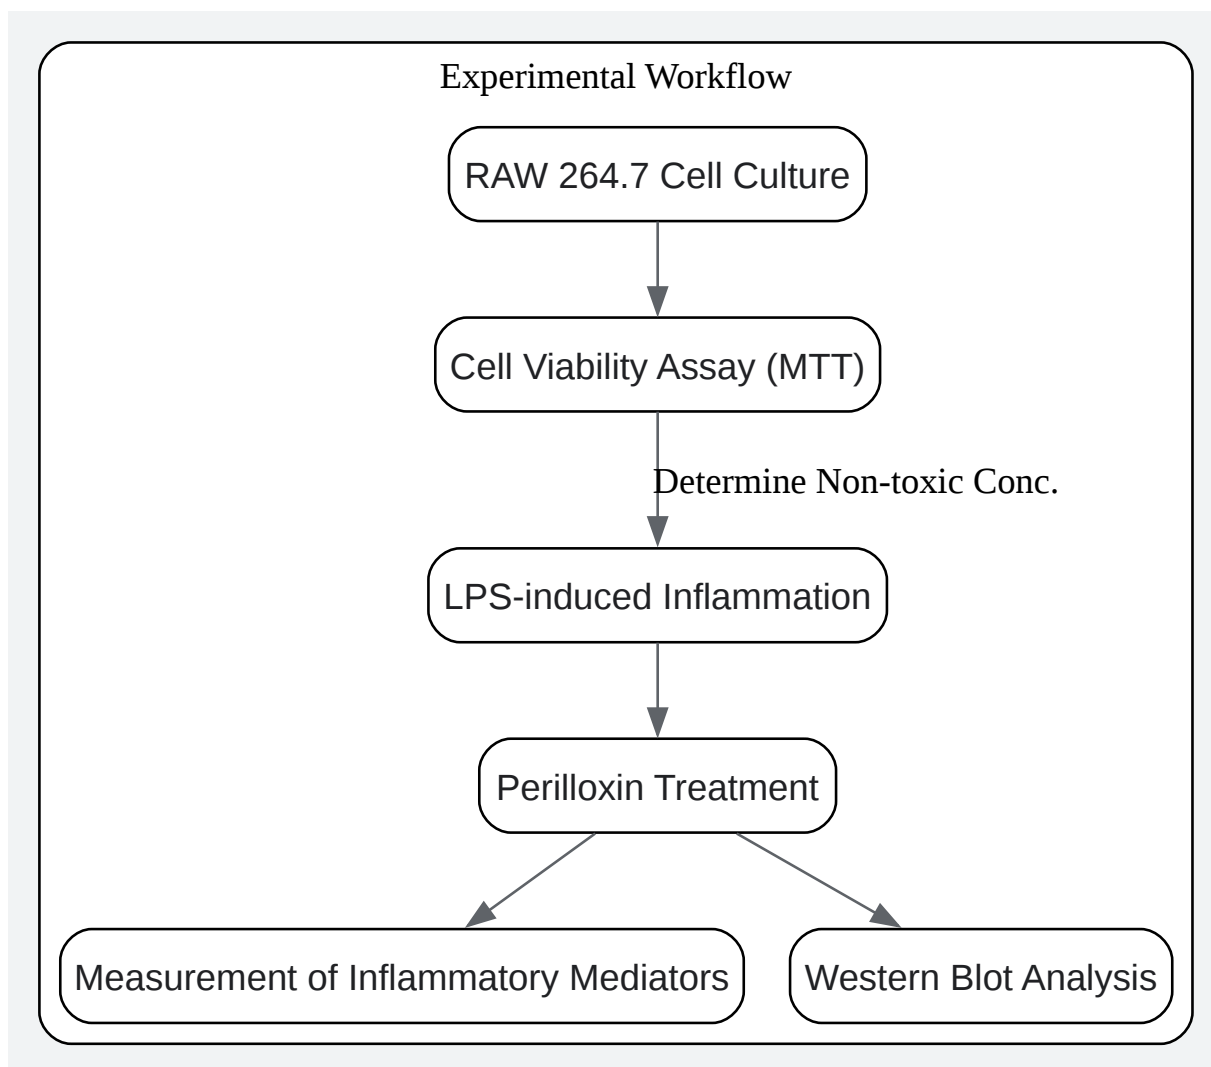 Experimental Workflow
RAW 264.7 Cell Culture
Cell Viability Assay (MTT)
Determine Non-toxic Conc.
LPS-induced Inflammation
Perilloxin Treatment
Measurement of Inflammatory Mediators
Western Blot Analysis